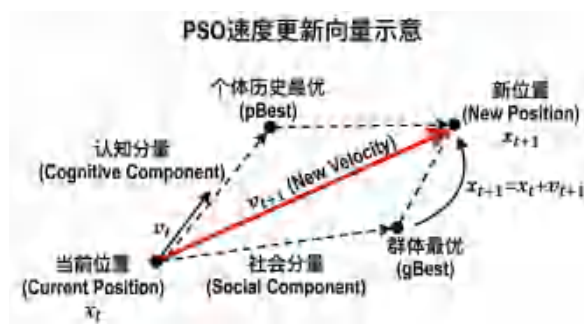 PSO速度更新向量示意
个体历史最优
(pBest)
新位置
(New Position)
x_{t+1}
认知分量
(Cognitive Component)
v_{t+1} (New Velocity)
v_t
x_{t+1}=x_t+v_{t+1}
当前位置
(Current Position)
x_t
社会分量
(Social Component)
群体最优
(gBest)